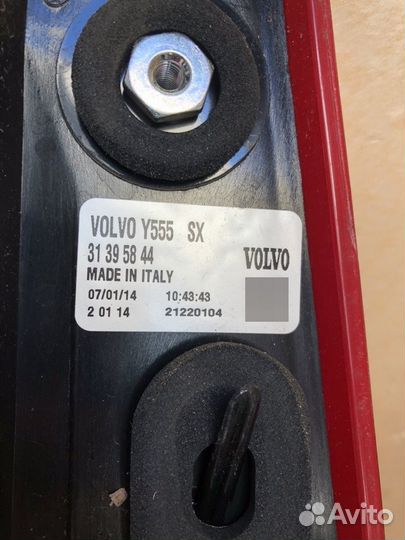 VOLVO Y555 SX
31 39 58 44
VOLVO
MADE IN ITALY
07/01/14 10:43:43
2 01 14 21220104
Avito